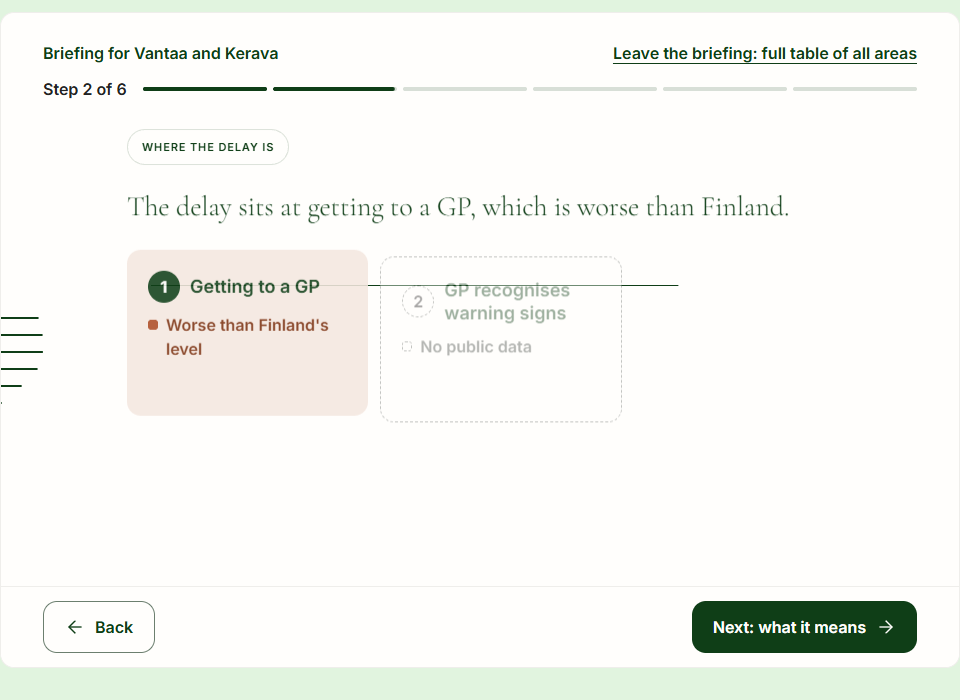 Briefing for Vantaa and Kerava
Leave the briefing: full table of all areas
Step 2 of 6
WHERE THE DELAY IS
The delay sits at getting to a GP, which is worse than Finland.
1
Getting to a GP
Worse than Finland's
level
2
GP recognises
warning signs
No public data
Back
Next: what it means